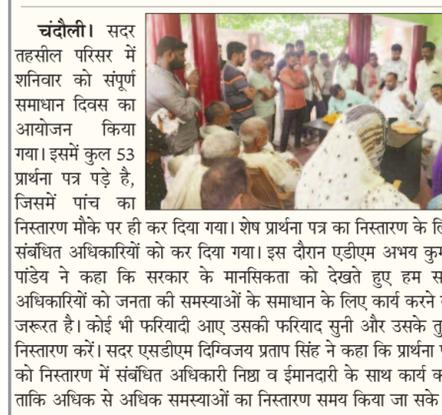 चंदौली। सदर
तहसील परिसर में
शनिवार को संपूर्ण
समाधान दिवस का
आयोजन किया
गया। इसमें कुल 53
प्रार्थना पत्र पड़े है,
जिसमें पांच का
निस्तारण मौके पर ही कर दिया गया। शेष प्रार्थना पत्र का निस्तारण के
संबंधित अधिकारियों को कर दिया गया। इस दौरान एडीएम अभय
पांडेय ने कहा कि सरकार के मानसिकता को देखते हुए हम
अधिकारियों को जनता की समस्याओं के समाधान के लिए कार्य करने
जरूरत है। कोई भी फरियादी आए उसकी फरियाद सुनी और उसके
निस्तारण करें। सदर एसडीएम दिग्विजय प्रताप सिंह ने कहा कि प्रार्थना
को निस्तारण में संबंधित अधिकारी निष्ठा व ईमानदारी के साथ कार्य
ताकि अधिक से अधिक समस्याओं का निस्तारण समय किया जा सके